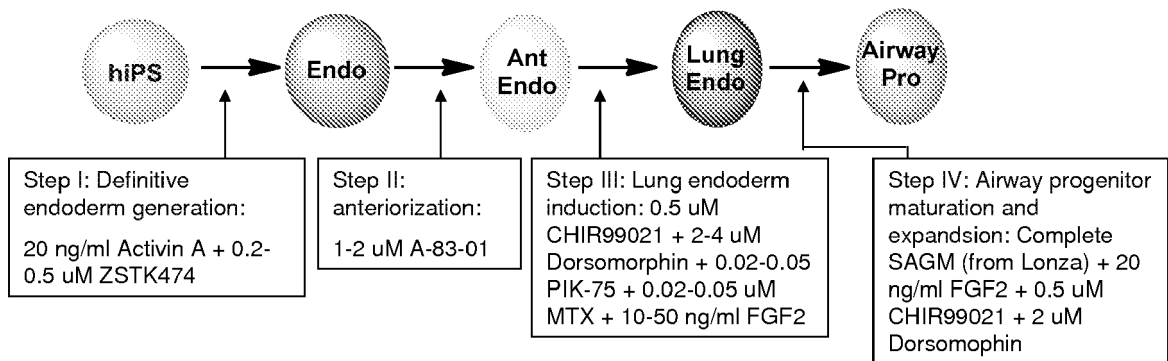 hiPS
Endo
Ant
Endo
Lung
Endo
Airway
Pro
Step I: Definitive
endoderm generation:
20 ng/ml Activin A + 0.2-
0.5 uM ZSTK474
Step II:
anteriorization:
1-2 uM A-83-01
Step III: Lung endoderm
induction: 0.5 uM
CHIR99021 + 2-4 uM
Dorsomorphin + 0.02-0.05
PIK-75 + 0.02-0.05 uM
MTX + 10-50 ng/ml FGF2
Step IV: Airway progenitor
maturation and
expandsion: Complete
SAGM (from Lonza) + 20
ng/ml FGF2 + 0.5 uM
CHIR99021 + 2 uM
Dorsomophin